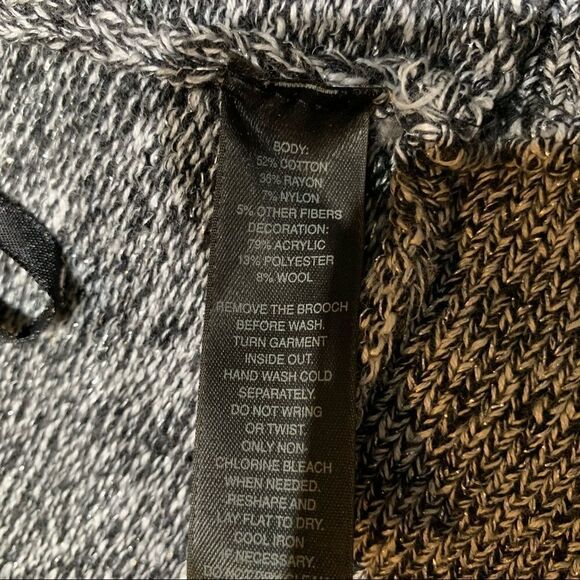 BODY:
52% COTTON
36% RAYON
7% NYLON
5% OTHER FIBERS
DECORATION:
79% ACRYLIC
13% POLYESTER
8% WOOL
REMOVE THE BROOCH
BEFORE WASH.
TURN GARMENT
INSIDE OUT.
HAND WASH COLD
SEPARATELY.
DO NOT WRING
OR TWIST.
ONLY NON-
CHLORINE BLEACH
WHEN NEEDED.
RESHAPE AND
LAY FLAT TO DRY.
COOL IRON
IF NECESSARY.
DO NOT